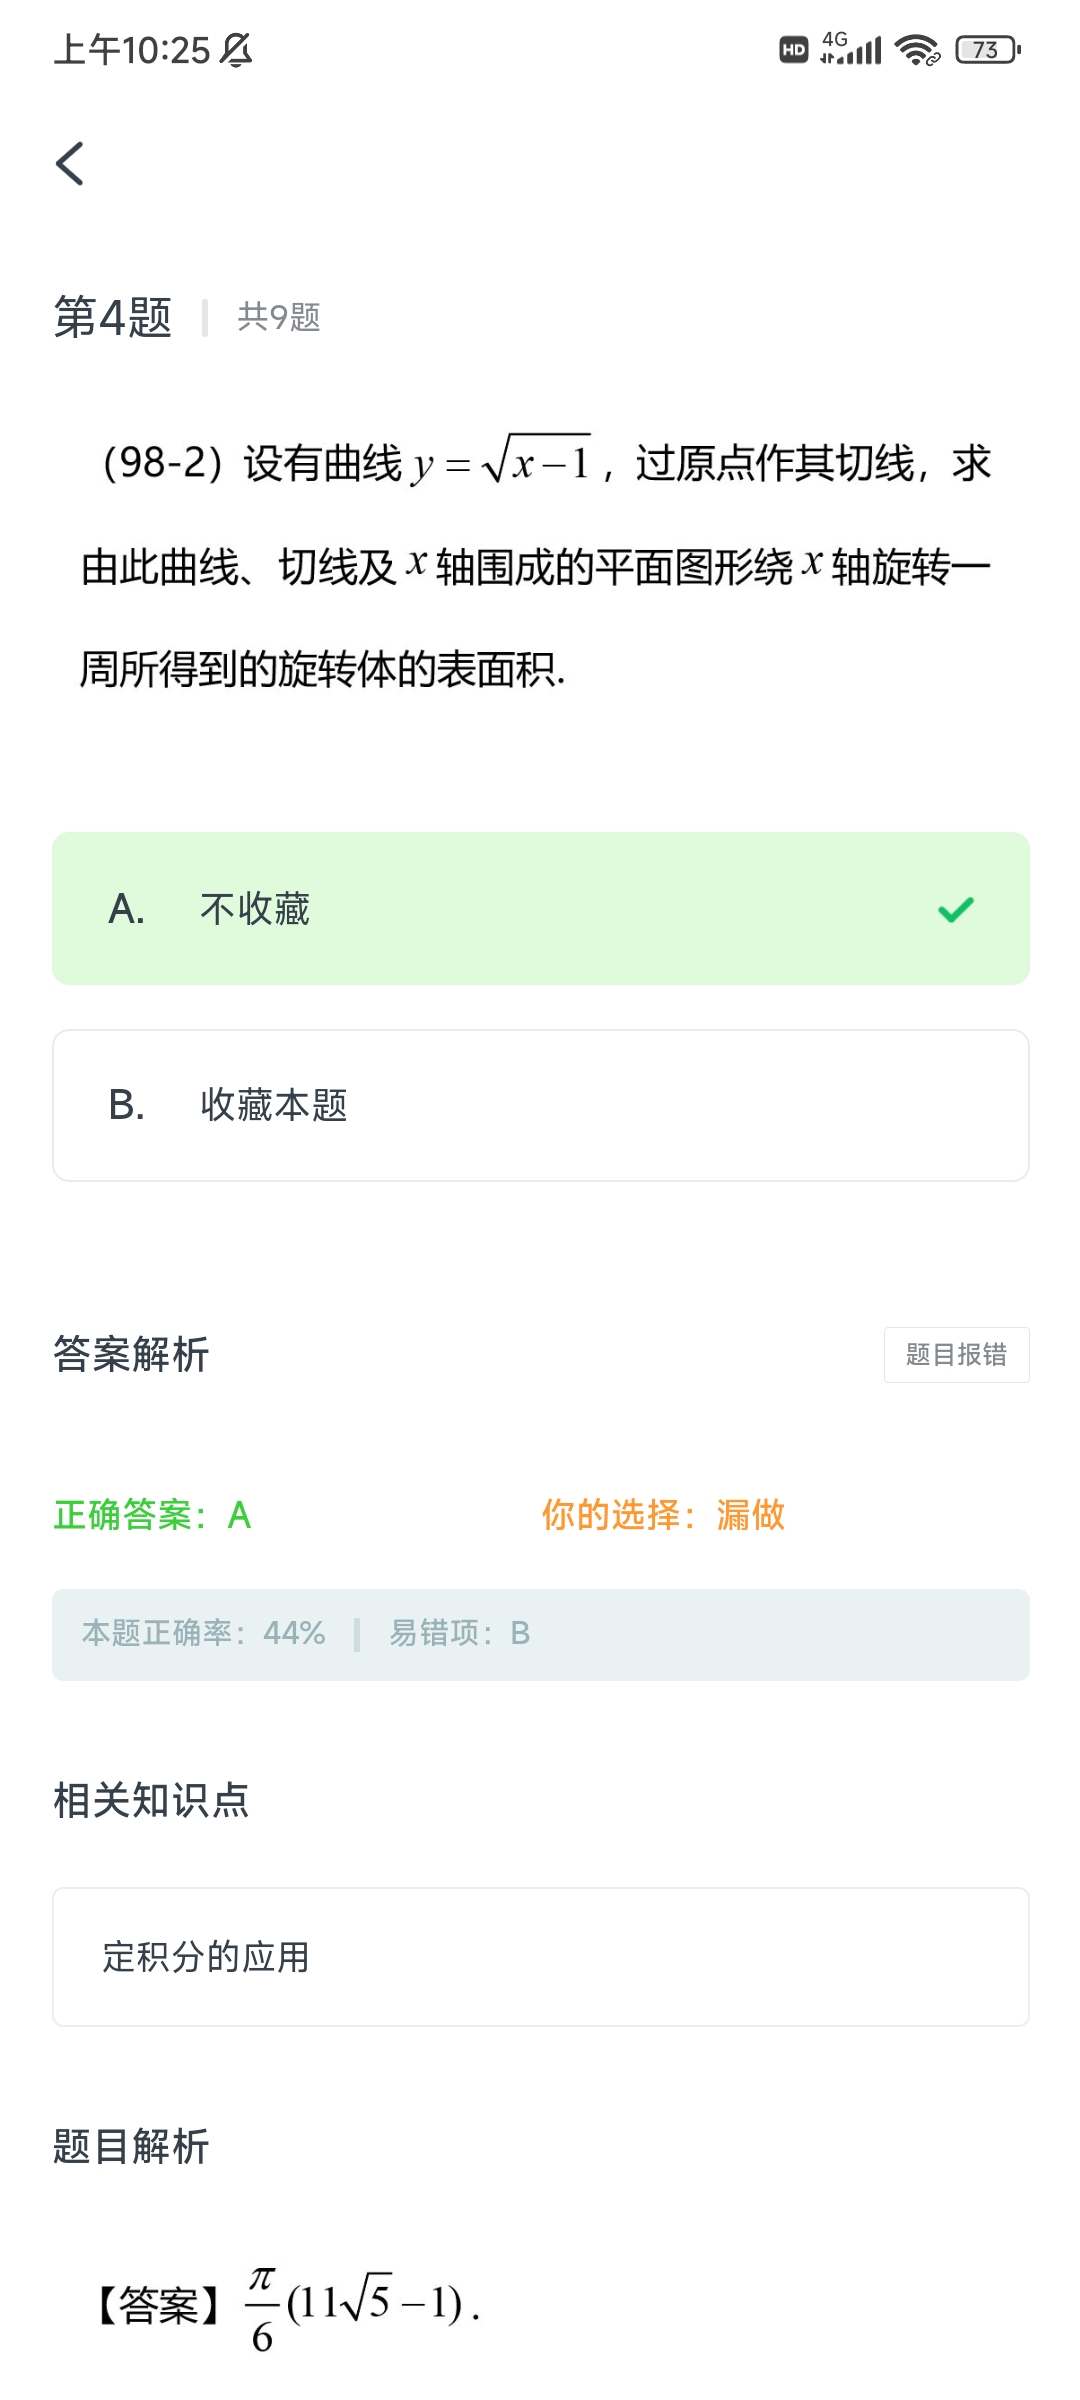 上午10:25 HD 4G 73
第4题 共9题
（98-2）设有曲线 y = √(x−1)，过原点作其切线，求
由此曲线、切线及 x 轴围成的平面图形绕 x 轴旋转一
周所得到的旋转体的表面积.
A. 不收藏
B. 收藏本题
答案解析 题目报错
正确答案：A 你的选择：漏做
本题正确率：44% 易错项：B
相关知识点
定积分的应用
题目解析
【答案】π/6(11√5−1).